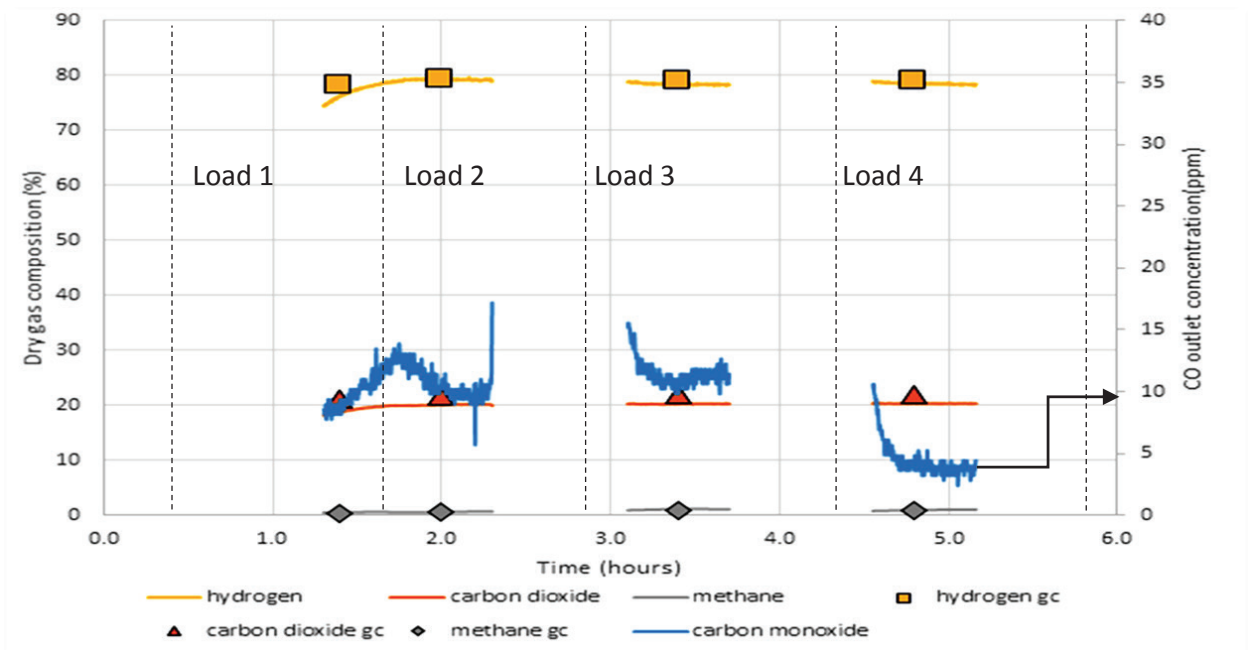 90
80
70
60
50
40
30
20
10
0
Dry gas composition (%)
40
35
30
25
20
15
10
5
0
CO outlet concentration(ppm)
Load 1
Load 2
Load 3
Load 4
0.0 1.0 2.0 3.0 4.0 5.0 6.0
Time (hours)
hydrogen carbon dioxide methane hydrogen gc
carbon dioxide gc methane gc carbon monoxide